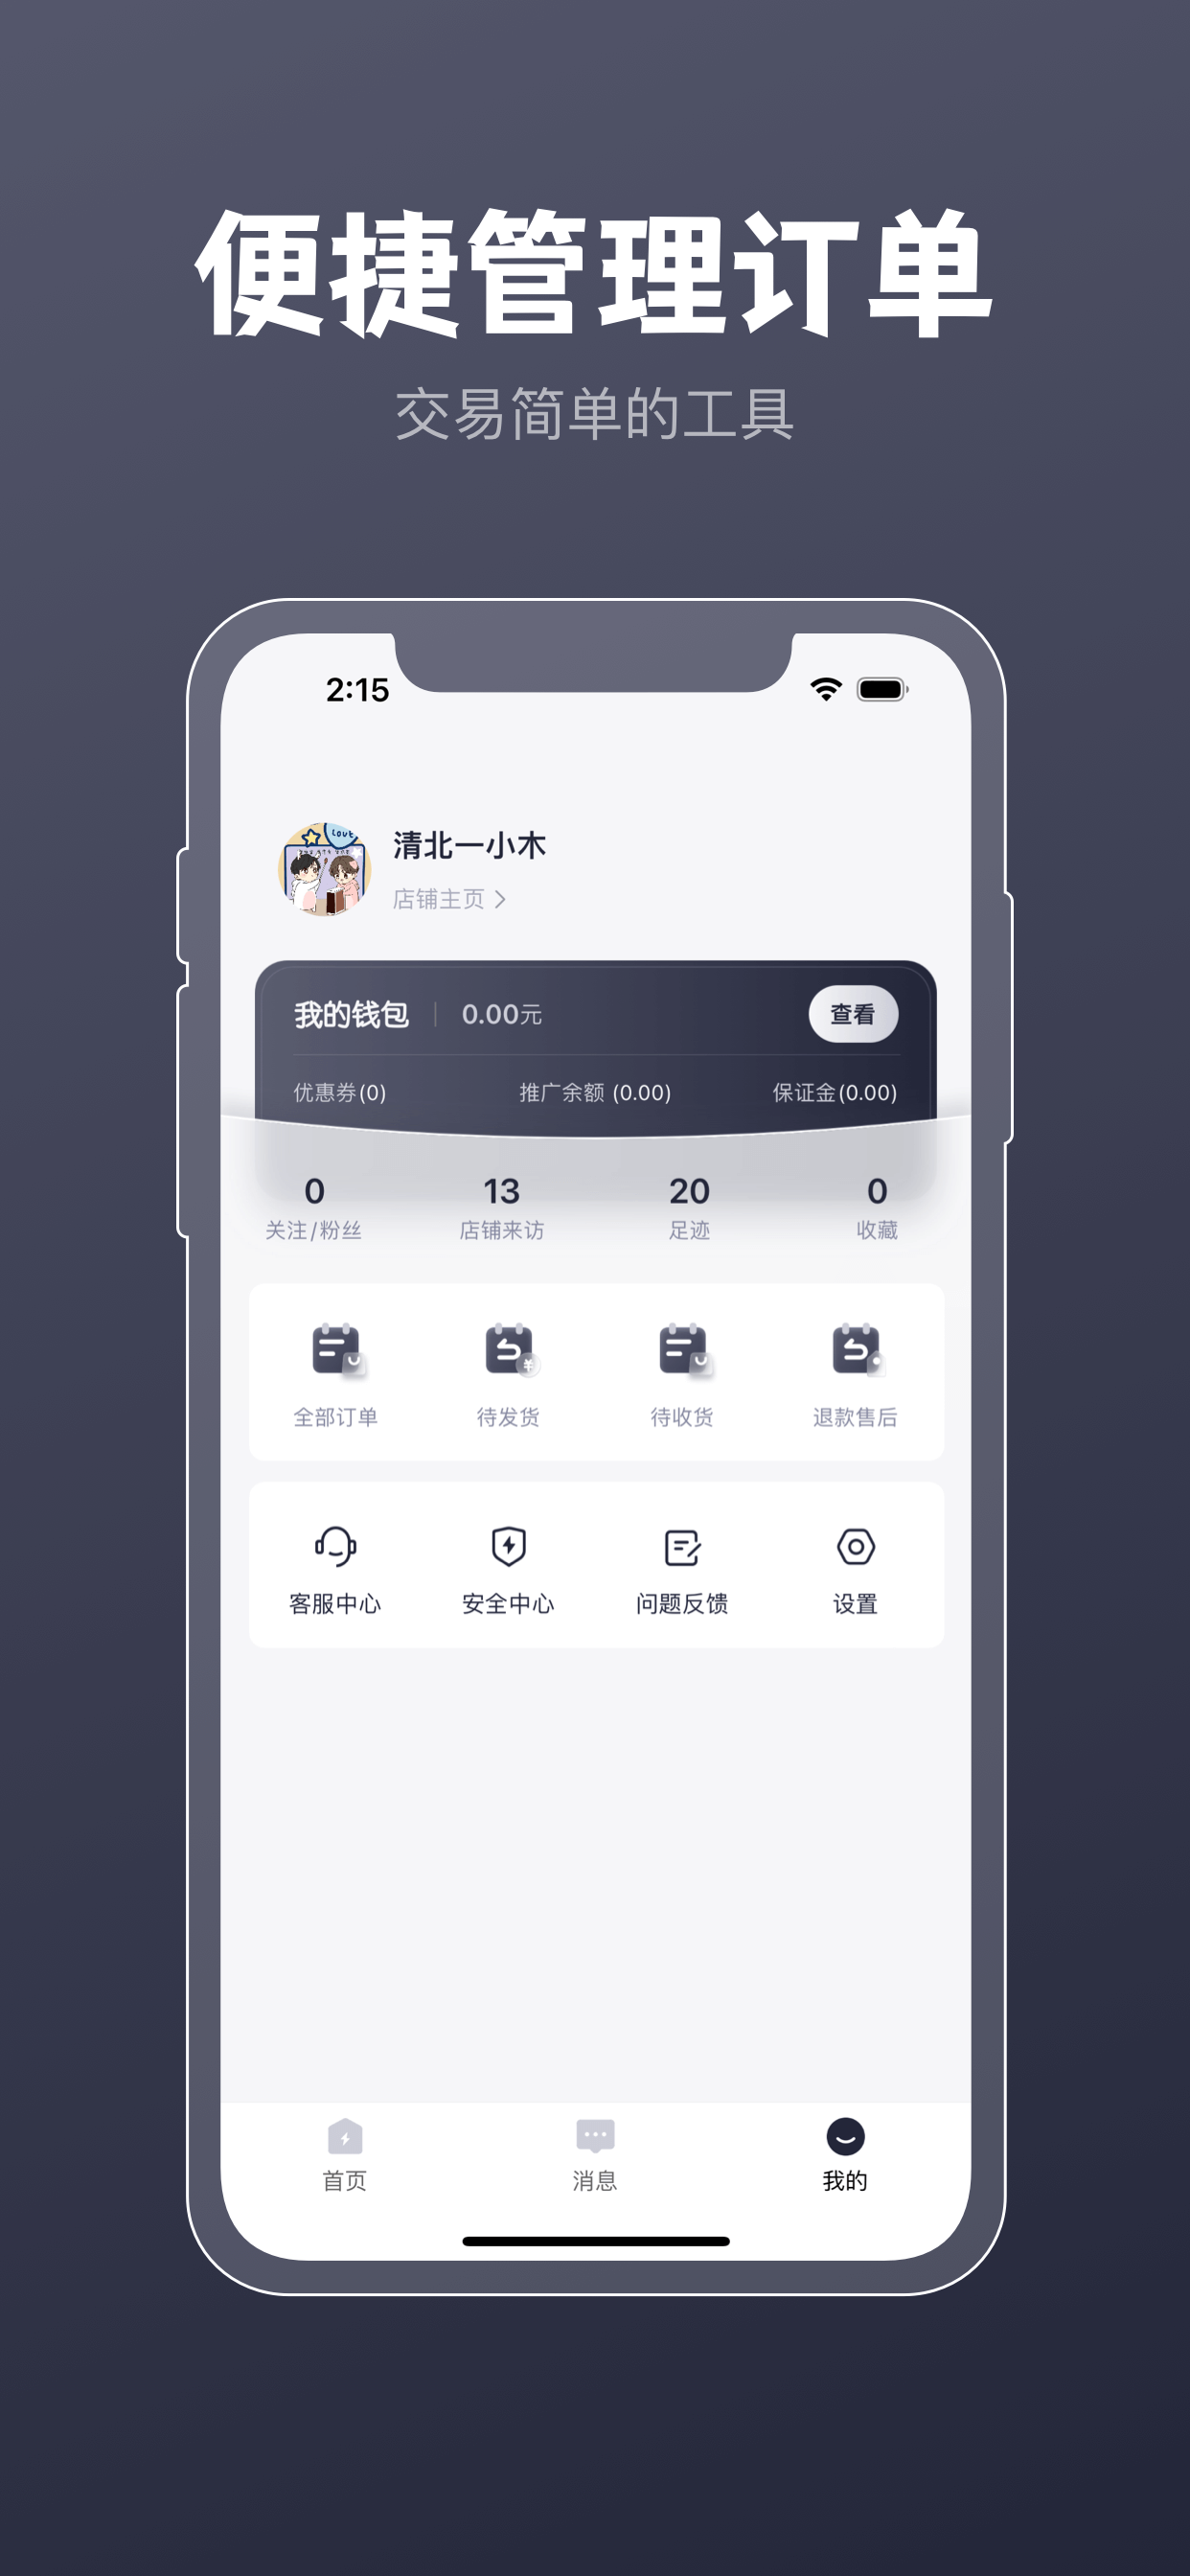 便捷管理订单
交易简单的工具
2:15
LOVE
清北一小木
店铺主页
我的钱包 0.00元 查看
优惠券(0) 推广余额 (0.00) 保证金(0.00)
0 13 20 0
关注/粉丝 店铺来访 足迹 收藏
¥
全部订单 待发货 待收货 退款售后
客服中心 安全中心 问题反馈 设置
首页 消息 我的